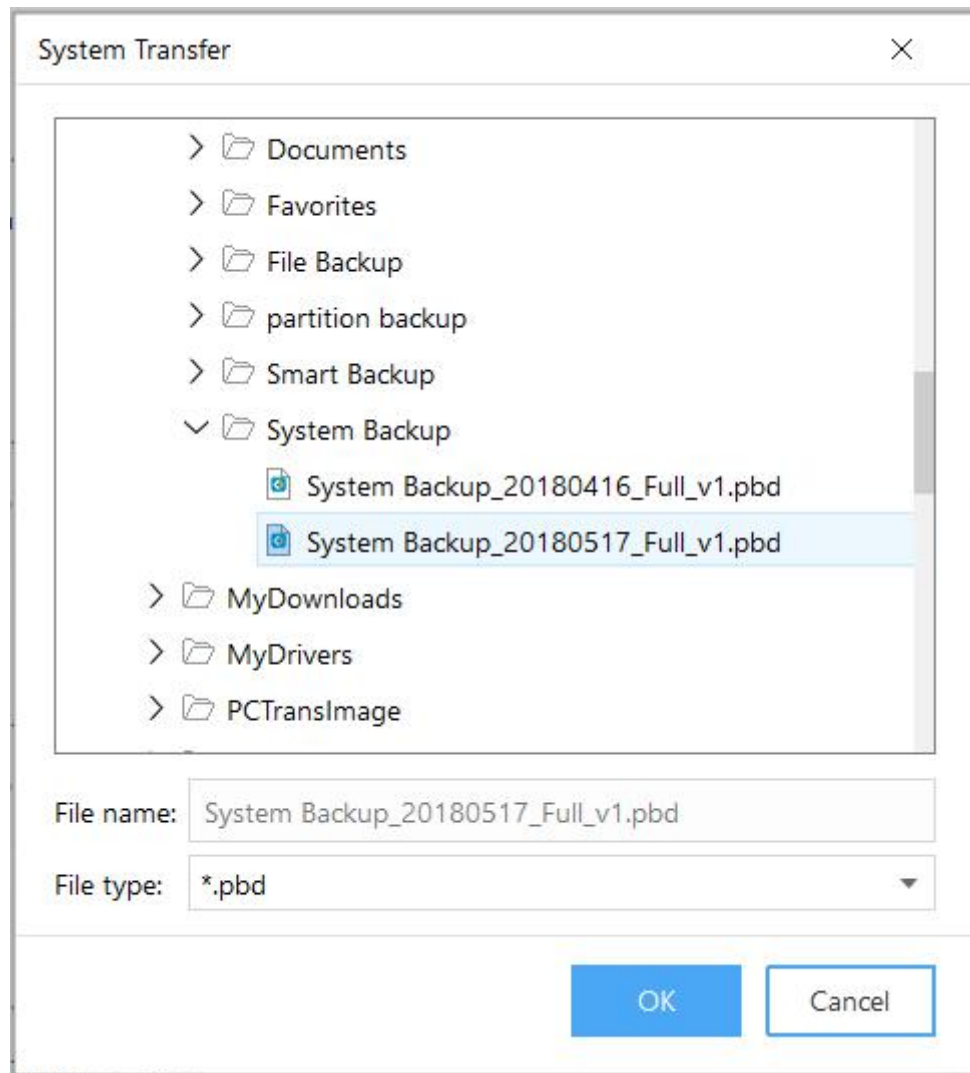 System Transfer
Documents
Favorites
File Backup
partition backup
Smart Backup
System Backup
System Backup_20180416_Full_v1.pbd
System Backup_20180517_Full_v1.pbd
MyDownloads
MyDrivers
PCTransImage
File name: System Backup_20180517_Full_v1.pbd
File type: *.pbd
OK Cancel